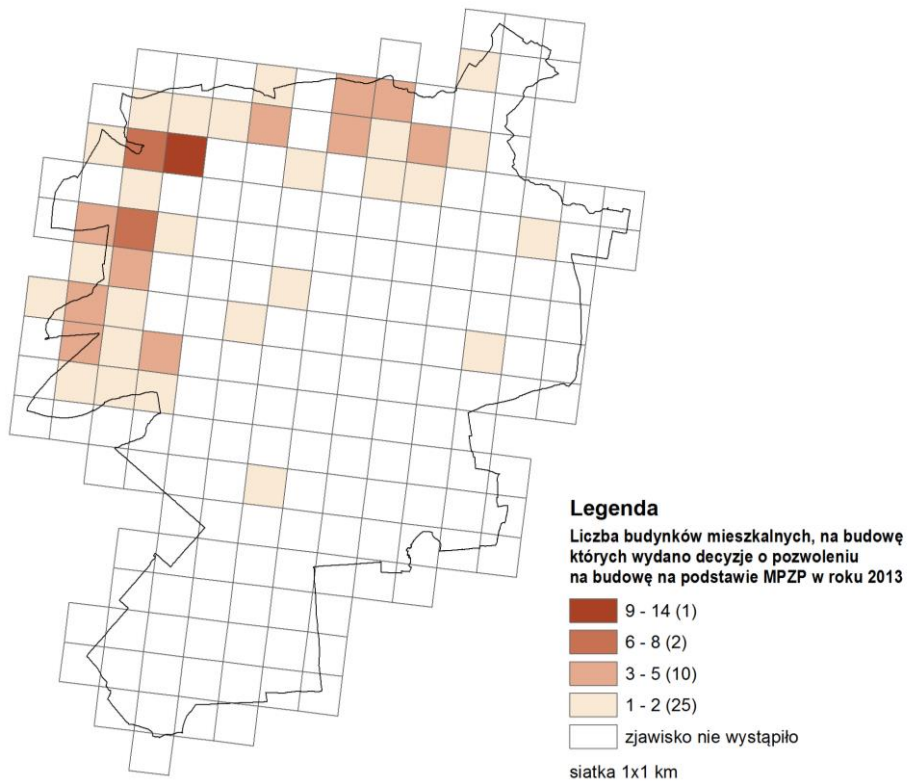 Legenda
Liczba budynków mieszkalnych, na budowę
których wydano decyzje o pozwoleniu
na budowę na podstawie MPZP w roku 2013
9 - 14 (1)
6 - 8 (2)
3 - 5 (10)
1 - 2 (25)
zjawisko nie wystąpiło
siatka 1x1 km